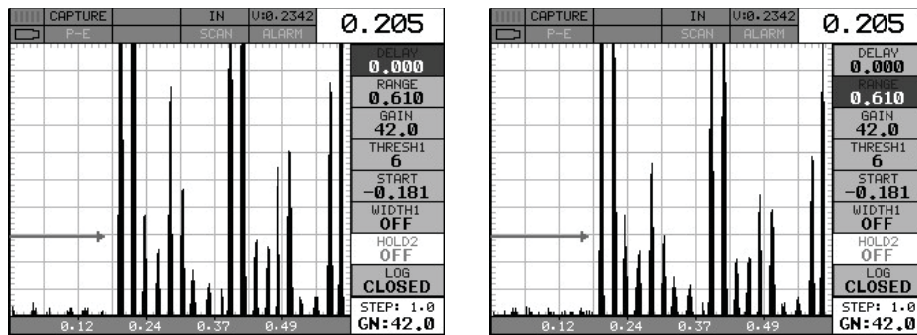 CAPTURE IN V:0.2342 0.205
P-E SCAN ALARM
DELAY
0.000
RANGE
0.610
GAIN
42.0
THRESH1
6
START
-0.181
WIDTH1
OFF
HOLD2
OFF
LOG
CLOSED
STEP: 1.0
0.12 0.24 0.37 0.49 GN:42.0
CAPTURE IN V:0.2342 0.205
P-E SCAN ALARM
DELAY
0.000
RANGE
0.610
GAIN
42.0
THRESH1
6
START
-0.181
WIDTH1
OFF
HOLD2
OFF
LOG
CLOSED
STEP: 1.0
0.12 0.24 0.37 0.49 GN:42.0